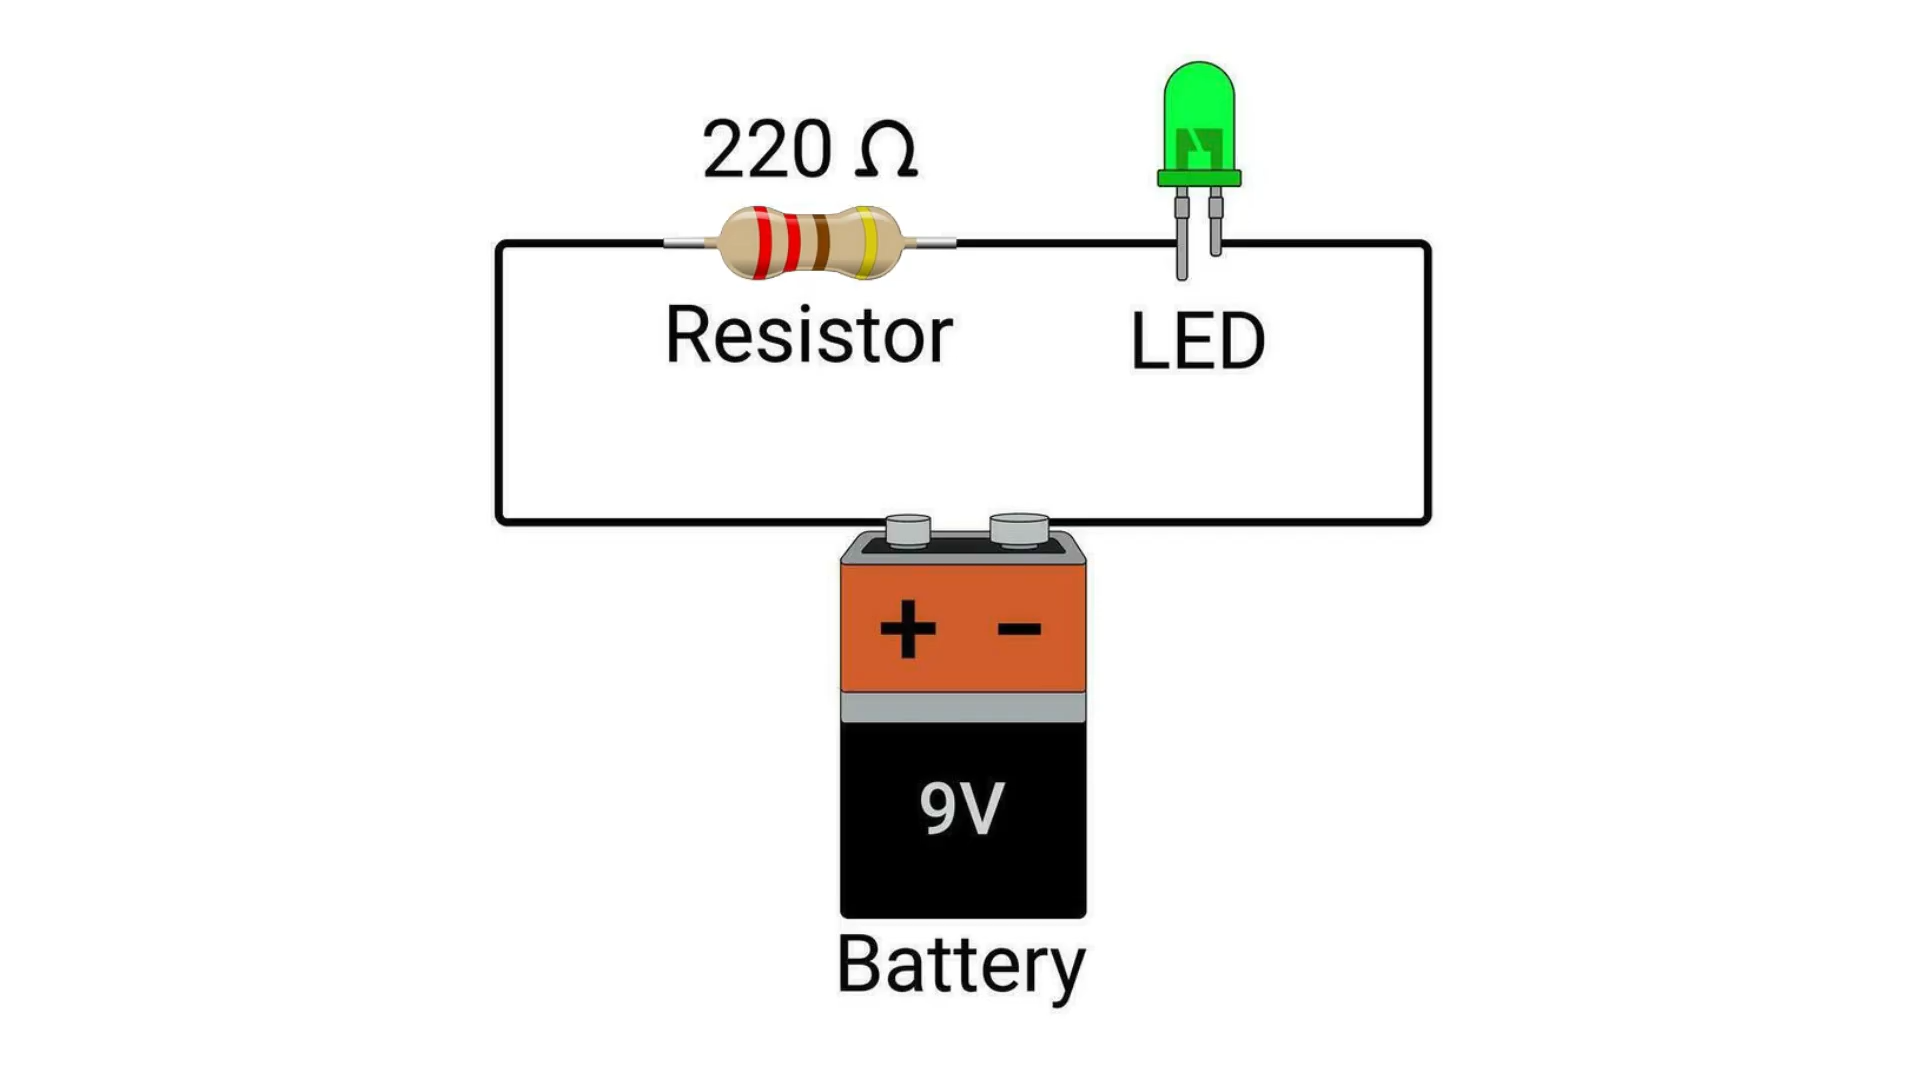 220 Ω
Resistor
LED
+ −
9V
Battery